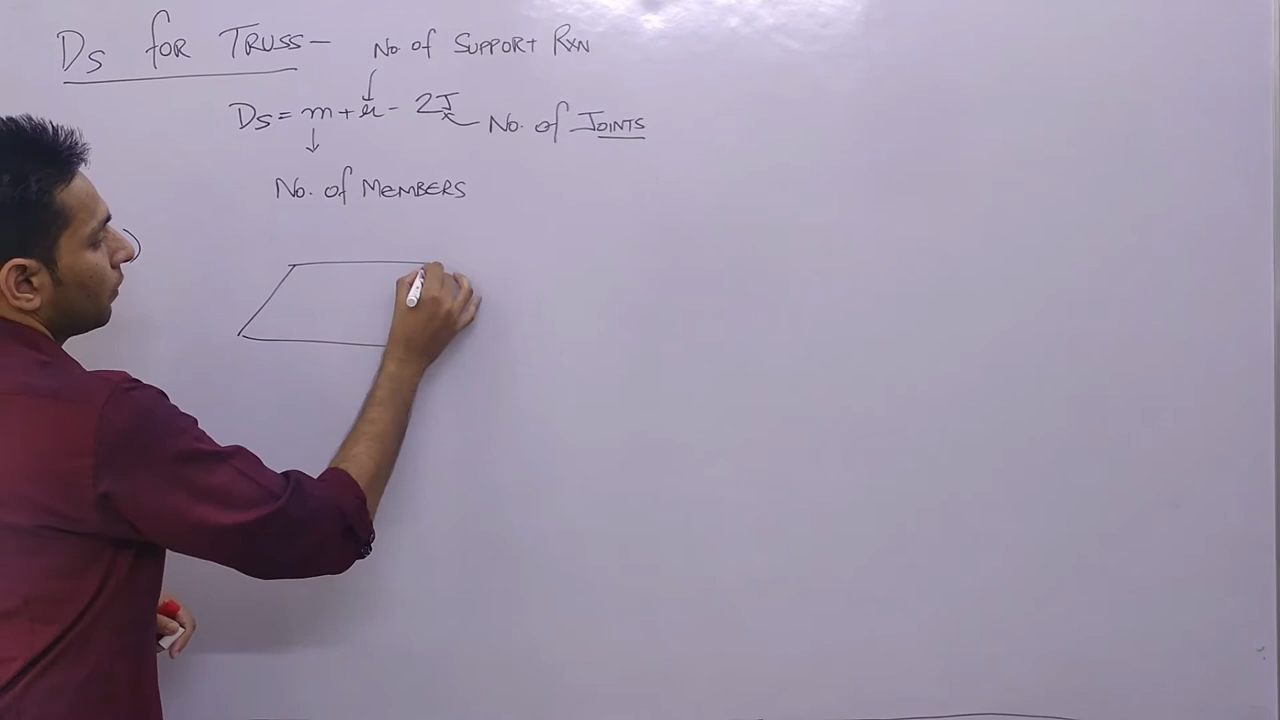 Ds for TRUSS - No. of SUPPORT RXN
Ds = m + r - 2J No. of JOINTS
No. of MEMBERS